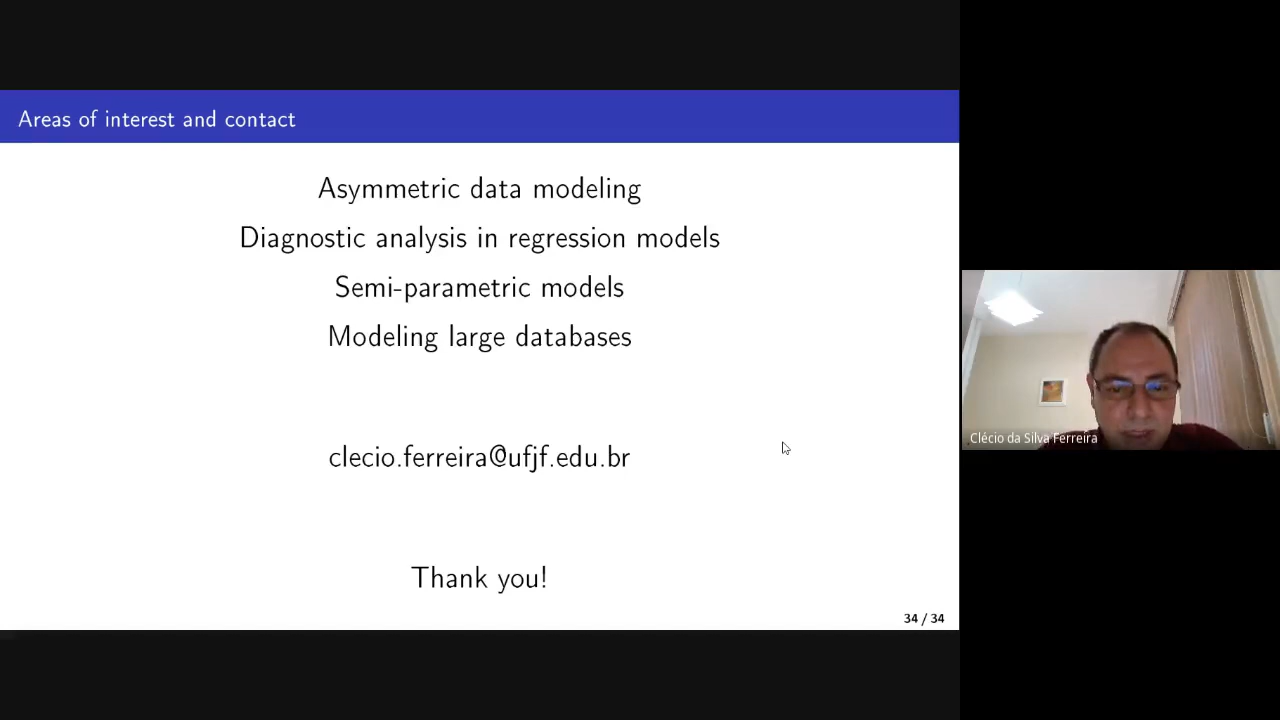 Areas of interest and contact
Asymmetric data modeling
Diagnostic analysis in regression models
Semi-parametric models
Modeling large databases
clecio.ferreira@ufjf.edu.br
Thank you!
34 / 34
Clécio da Silva Ferreira